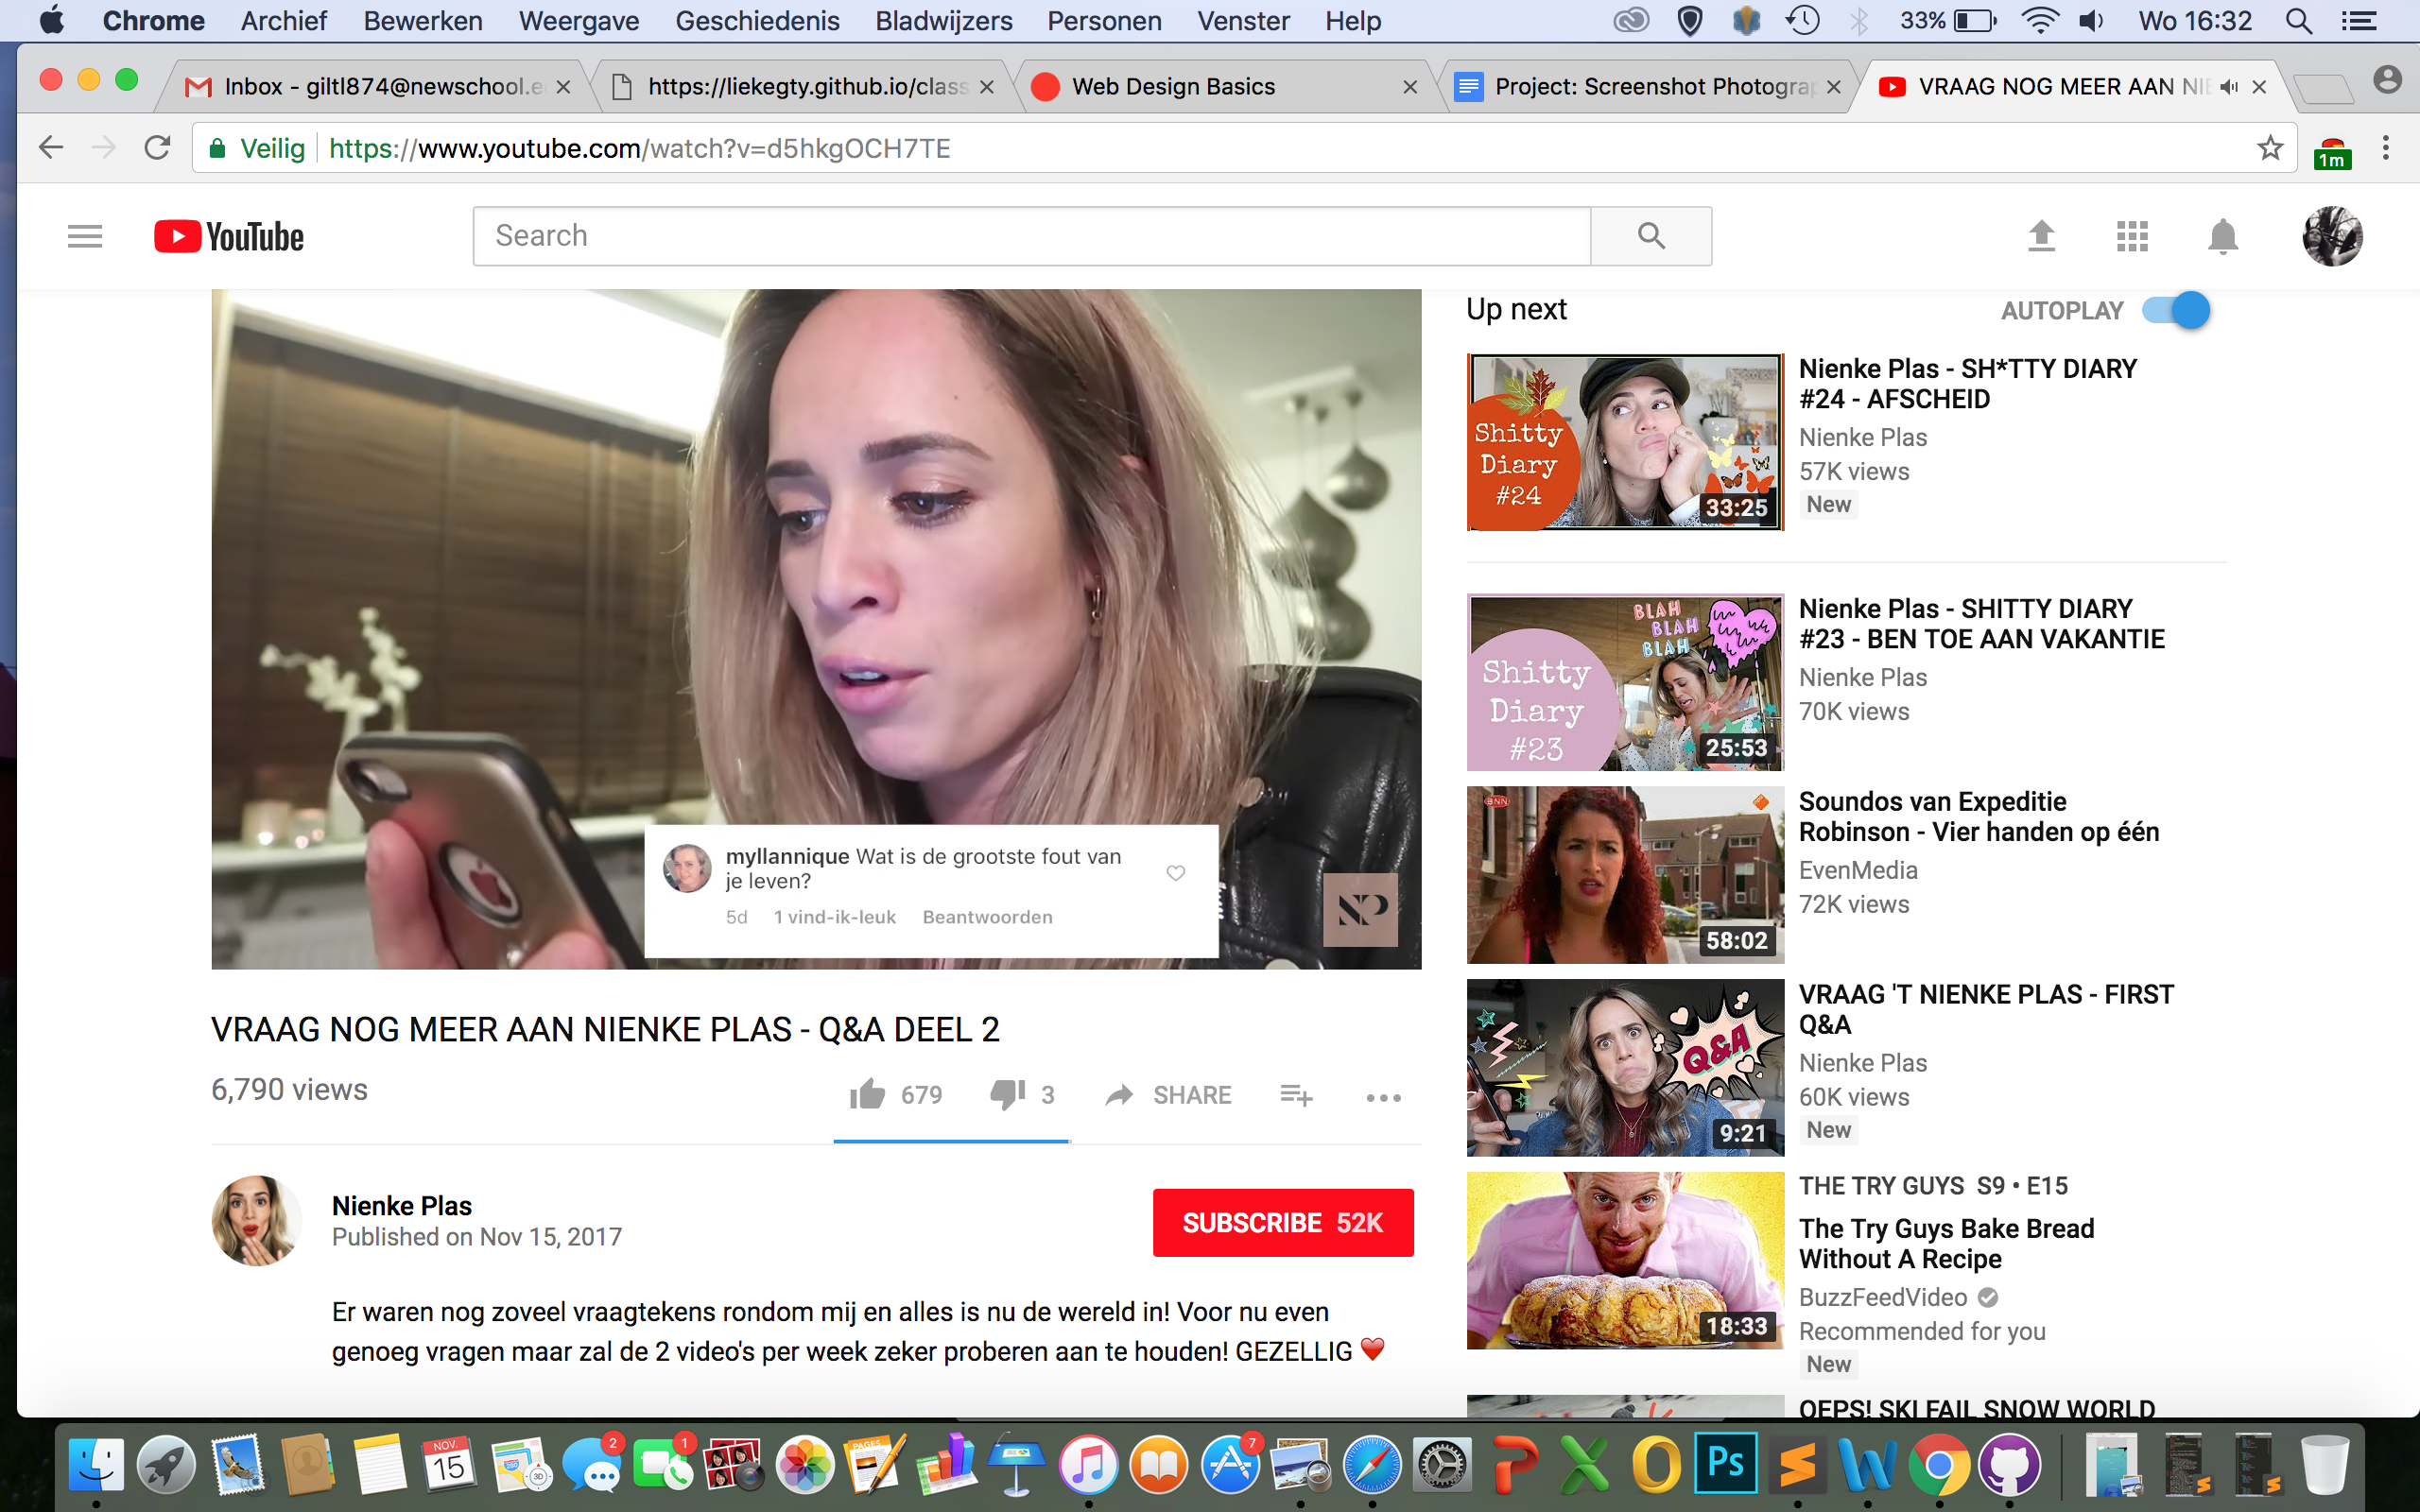 Chrome Archief Bewerken Weergave Geschiedenis Bladwijzers Personen Venster Help 33% Wo 16:32
Inbox - giltl874@newschool.e
https://liekegty.github.io/class
Web Design Basics
Project: Screenshot Photogra
VRAAG NOG MEER AAN NIE
Veilig https://www.youtube.com/watch?v=d5hkgOCH7TE
1m
YouTube
Search
myllannique Wat is de grootste fout van
je leven?
5d 1 vind-ik-leuk Beantwoorden
NP
VRAAG NOG MEER AAN NIENKE PLAS - Q&A DEEL 2
6,790 views
679 3 SHARE
Nienke Plas
Published on Nov 15, 2017
SUBSCRIBE 52K
Er waren nog zoveel vraagtekens rondom mij en alles is nu de wereld in! Voor nu even
genoeg vragen maar zal de 2 video's per week zeker proberen aan te houden! GEZELLIG ❤️
Up next
AUTOPLAY
Shitty
Diary
#24
33:25
Nienke Plas - SH*TTY DIARY
#24 - AFSCHEID
Nienke Plas
57K views
New
BLAH
BLAH
BLAH
Shitty
Diary
#23
25:53
Nienke Plas - SHITTY DIARY
#23 - BEN TOE AAN VAKANTIE
Nienke Plas
70K views
BNN
58:02
Soundos van Expeditie
Robinson - Vier handen op één
EvenMedia
72K views
Q&A
9:21
VRAAG 'T NIENKE PLAS - FIRST
Q&A
Nienke Plas
60K views
New
18:33
THE TRY GUYS S9 • E15
The Try Guys Bake Bread
Without A Recipe
BuzzFeedVideo
Recommended for you
New
OEPS! SKI FAIL SNOW WORLD
NOV.
15
280
3D
2
1
PAGES
7
Ps